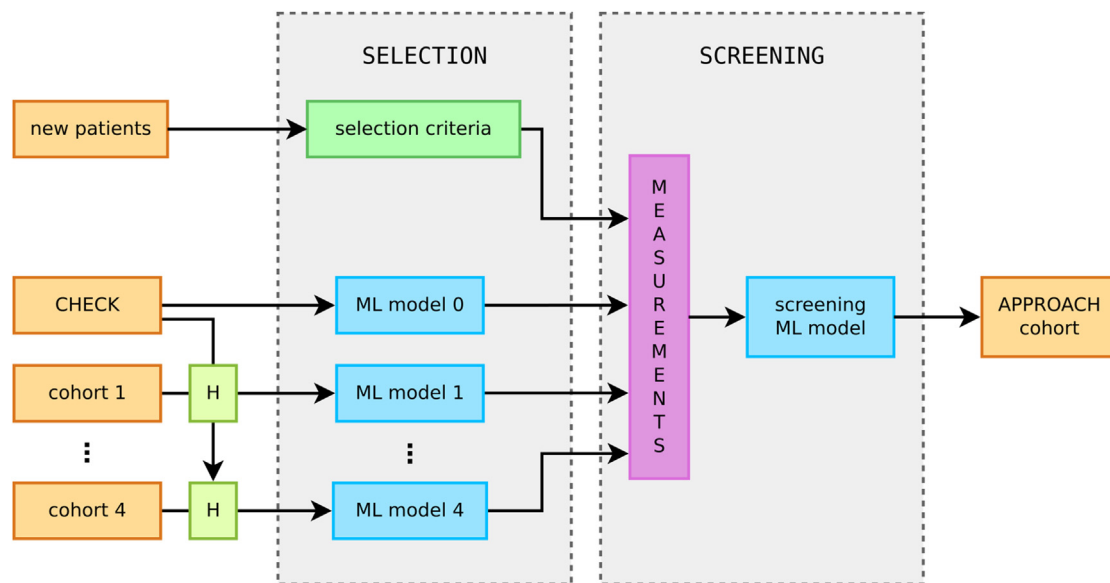 SELECTION
SCREENING
new patients
selection criteria
MEASUREMENTS
CHECK
ML model 0
screening
ML model
APPROACH
cohort
cohort 1
H
ML model 1
⋮
⋮
cohort 4
H
ML model 4